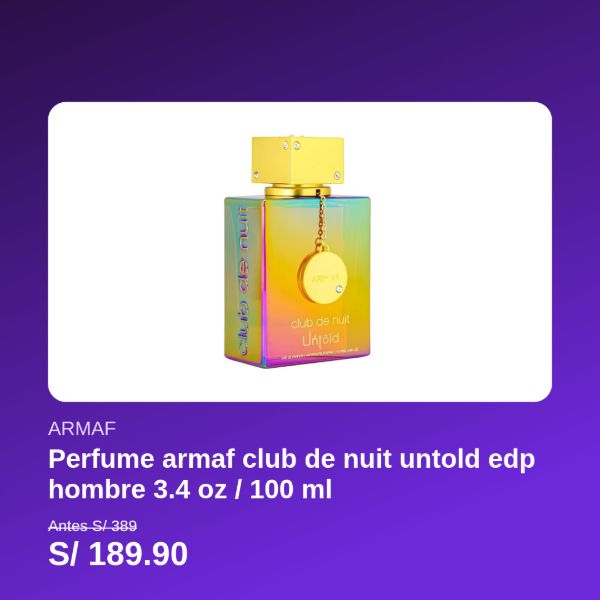 club de nuit
ARMAF
club de nuit
Untold
ARMAF
Perfume armaf club de nuit untold edp
hombre 3.4 oz / 100 ml
Antes S/ 389
S/ 189.90